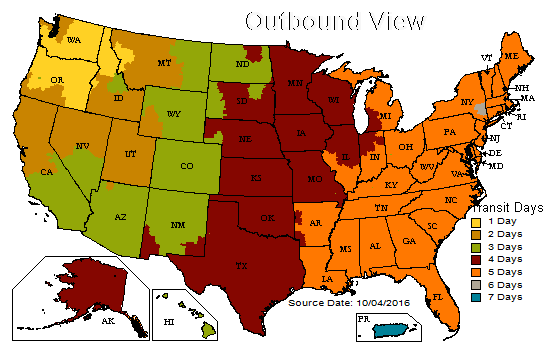 Outbound View
WA
OR
MT
ID
ND
SD
MN
WI
WY
NV
UT
CA
CO
NE
IA
KS
MO
IL
IN
MI
OH
KY
TN
WV
VA
NC
SC
GA
AL
MS
AR
LA
OK
TX
NM
AZ
FL
PA
NY
VT
ME
NH
MA
RI
CT
NJ
DE
MD
AK
HI
PR
Transit Days
1 Day
2 Days
3 Days
4 Days
5 Days
6 Days
7 Days
Source Date: 10/04/2016